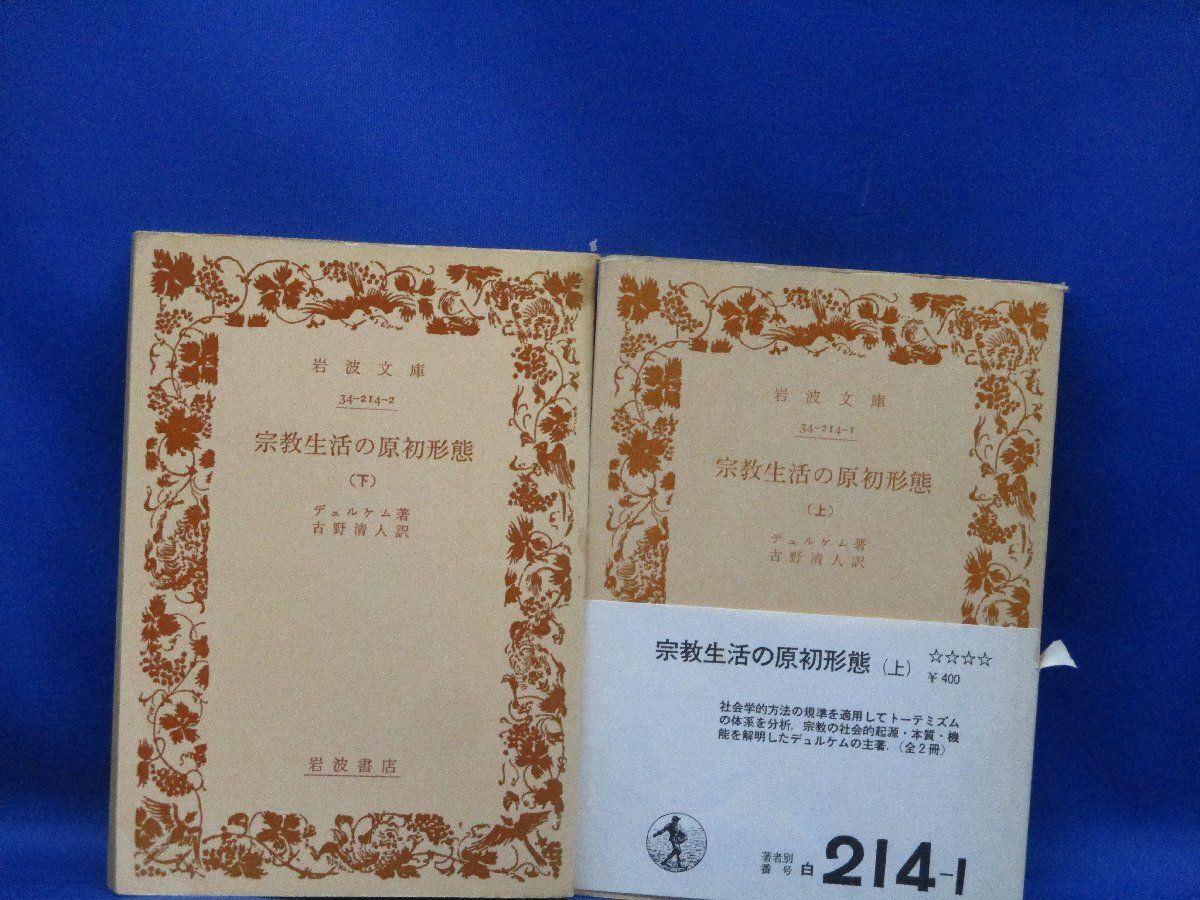 岩波文庫
34-214-2
宗教生活の原初形態
(下)
デュルケム著
古野清人訳
岩波書店
岩波文庫
34-214-1
宗教生活の原初形態
(上)
デュルケム著
古野清人訳
宗教生活の原初形態(上) ☆☆☆☆
¥400
社会学的方法の規準を適用してトーテミズム
の体系を分析,宗教の社会的起源・本質・機
能を解明したデュルケムの主著.(全2冊)
著者別
番号 白 214-1